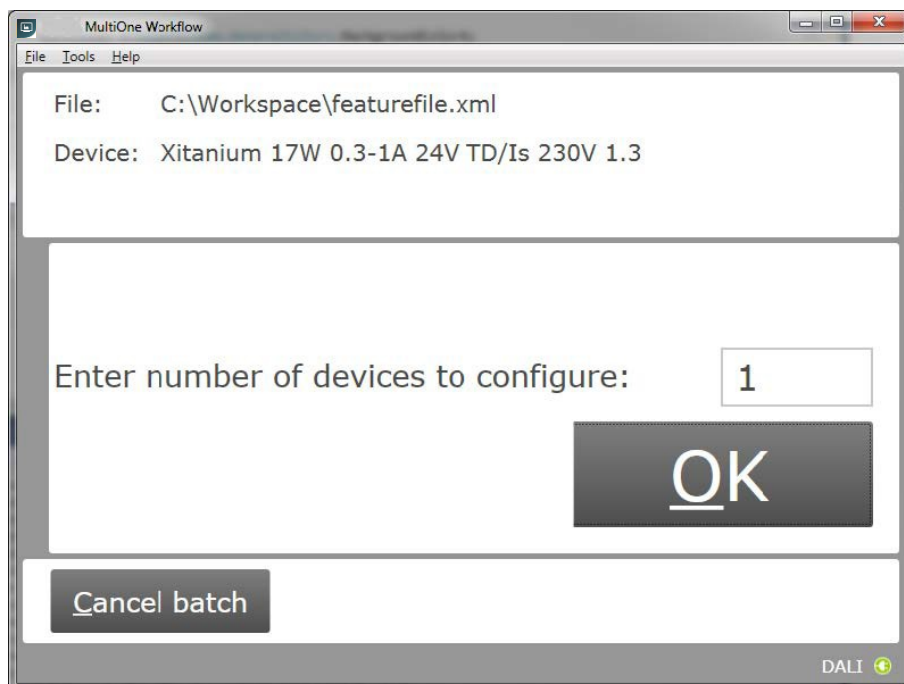 MultiOne Workflow
File Tools Help
File: C:\Workspace\featurefile.xml
Device: Xitanium 17W 0.3-1A 24V TD/Is 230V 1.3
Enter number of devices to configure: 1
OK
Cancel batch
DALI